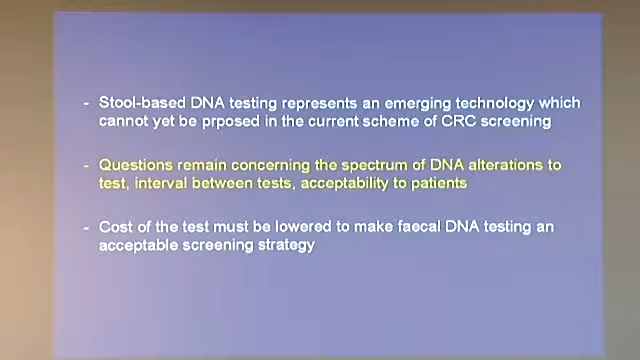 - Stool-based DNA testing represents an emerging technology which
cannot yet be prposed in the current scheme of CRC screening
- Questions remain concerning the spectrum of DNA alterations to
test, interval between tests, acceptability to patients
- Cost of the test must be lowered to make faecal DNA testing an
acceptable screening strategy